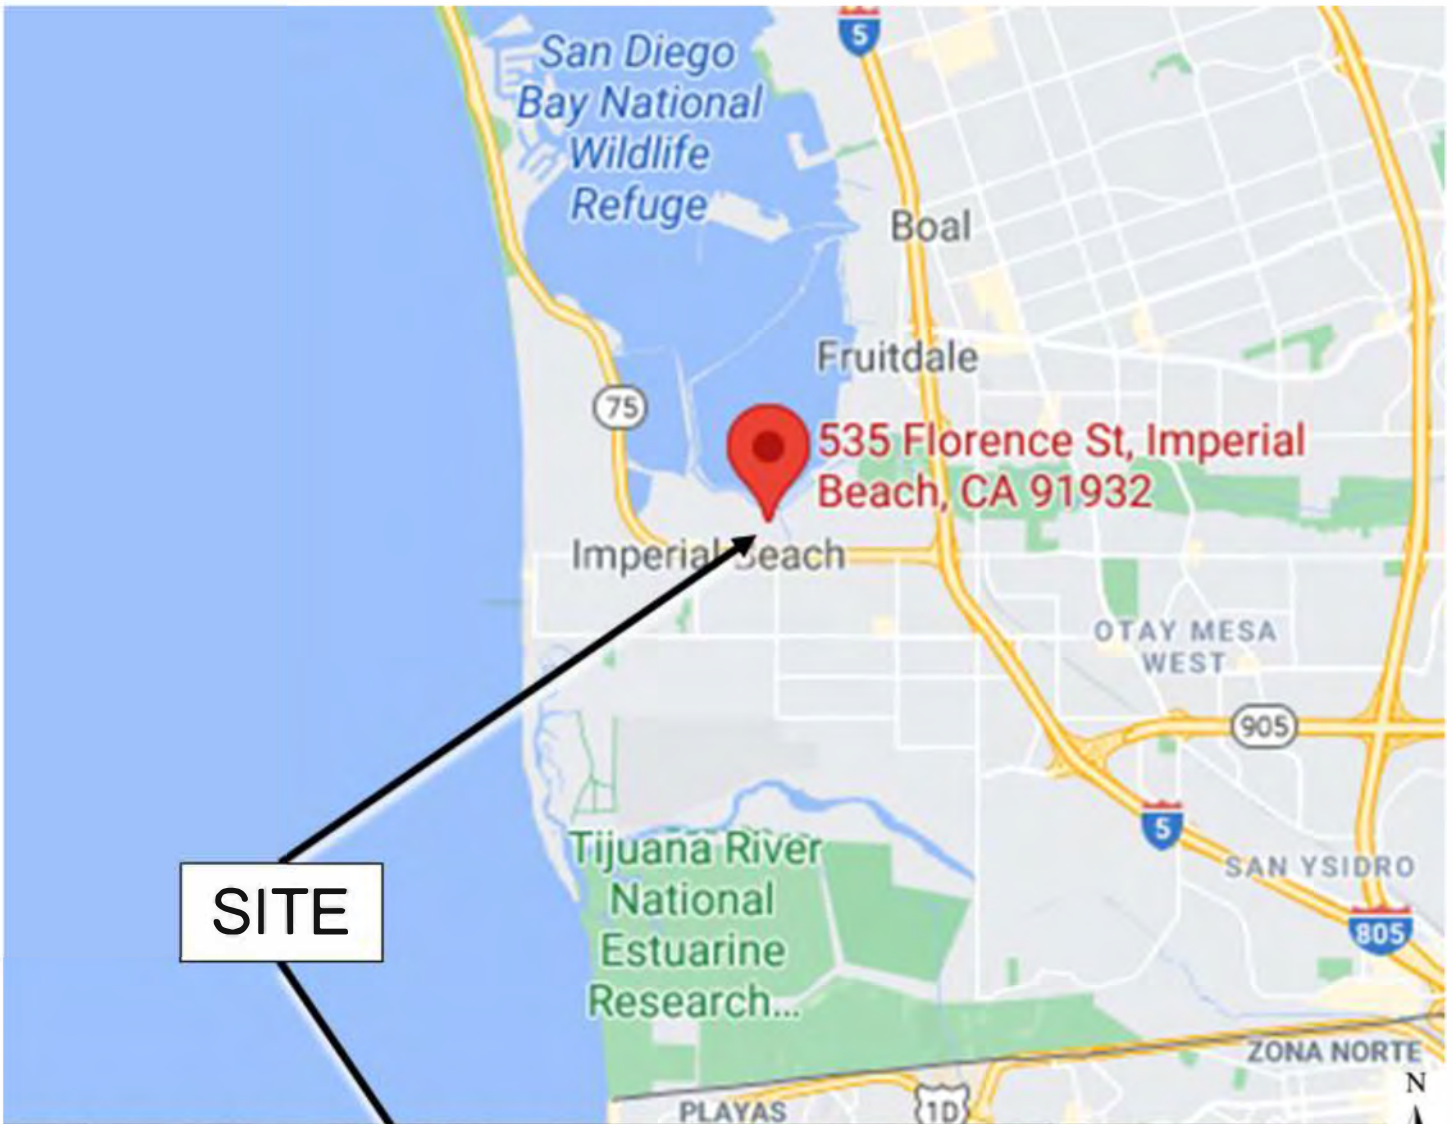 5
San Diego
Bay National
Wildlife
Refuge
Boal
Fruitdale
75
535 Florence St, Imperial
Beach, CA 91932
Imperial Beach
OTAY MESA
WEST
905
5
Tijuana River
National
Estuarine
Research...
SAN YSIDRO
SITE
805
ZONA NORTE
N
PLAYAS
1D